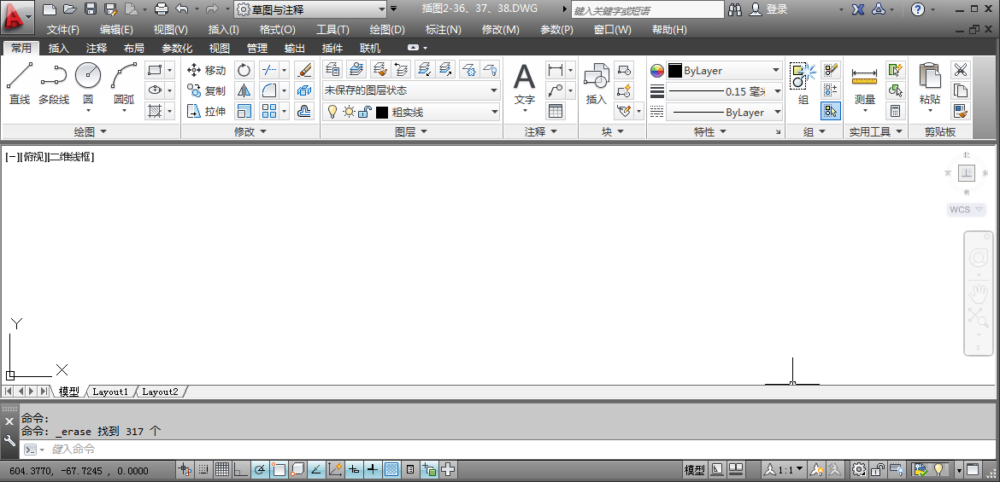 草图与注释 插图2-36、37、38.DWG 键入关键字或短语 登录
文件(F) 编辑(E) 视图(V) 插入(I) 格式(O) 工具(T) 绘图(D) 标注(N) 修改(M) 参数(P) 窗口(W) 帮助(H)
常用 插入 注释 布局 参数化 视图 管理 输出 插件 联机
移动 ByLayer
未保存的图层状态
直线 多段线 圆 圆弧 复制 A 文字 插入 0.15 毫米 组 测量 粘贴
拉伸 粗实线 ByLayer
绘图 修改 图层 注释 块 特性 组 实用工具 剪贴板
[-][俯视][二维线框]
北
西 上 东
南
WCS
Y
X
模型 Layout1 Layout2
命令:
命令: _erase 找到 317 个
键入命令
604.3770, -67.7245 , 0.0000 模型 1:1